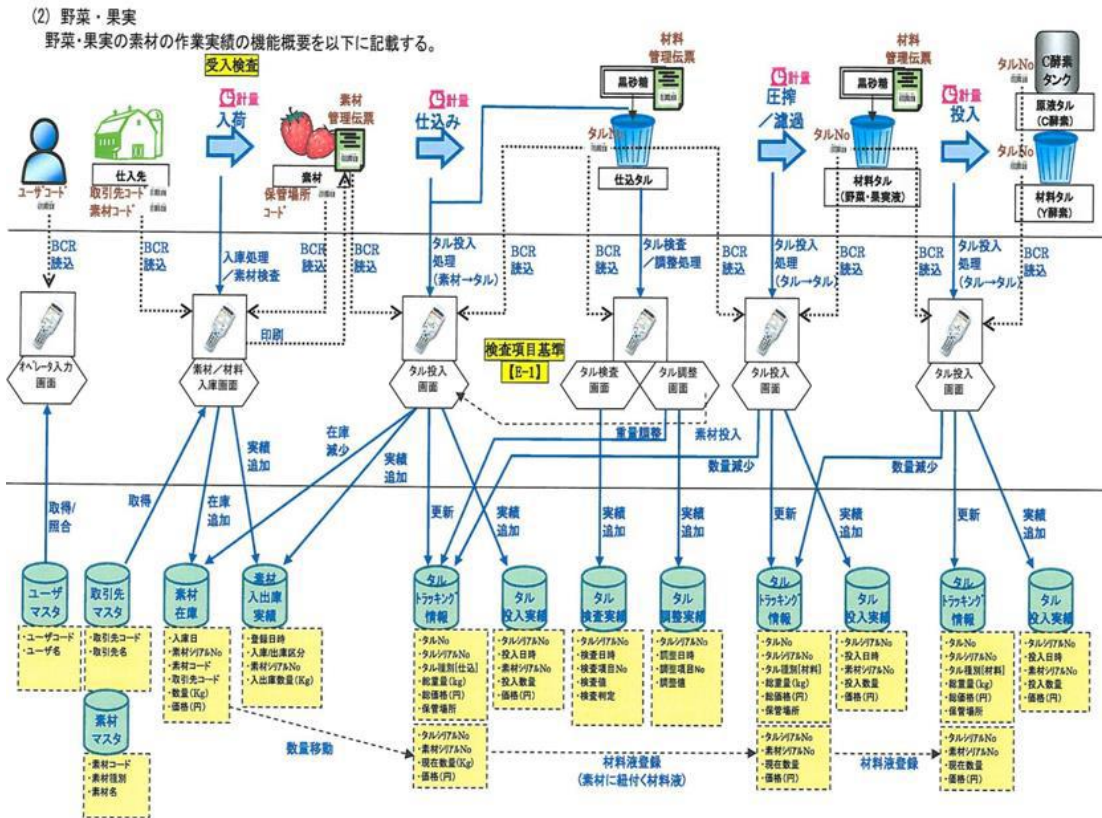 (2) 野菜・果実
野菜・果実の素材の作業実績の機能概要を以下に記載する。
受入検査
計量
入荷
素材
管理伝票
計量
仕込み
黒砂糖
材料
管理伝票
計量
圧搾
/濾過
黒砂糖
材料
管理伝票
計量
投入
タルNo
C酵素
タンク
原液タル
(C酵素)
タルNo
材料タル
(Y酵素)
ユーザコード
仕入先
取引先コード
素材コード
素材
保管場所
コード
タルNo
仕込タル
タルNo
材料タル
(野菜・果実液)
BCR
読込
BCR
読込
入庫処理
/素材検査
BCR
読込
BCR
読込
タル投入
処理
(素材→タル)
BCR
読込
BCR
読込
タル検査
/調整処理
BCR
読込
タル投入
処理
(タル→タル)
BCR
読込
BCR
読込
タル投入
処理
(タル→タル)
BCR
読込
印刷
検査項目基準
【E-1】
オペレータ入力
画面
素材/材料
入庫画面
タル投入
画面
タル検査
画面
タル調整
画面
タル投入
画面
タル投入
画面
取得/
照合
取得
在庫
追加
実績
追加
在庫
減少
実績
追加
更新
実績
追加
重量調整
素材投入
実績
追加
実績
追加
数量減少
更新
実績
追加
数量減少
更新
実績
追加
ユーザ
マスタ
・ユーザコード
・ユーザ名
取引先
マスタ
・取引先コード
・取引先名
素材
マスタ
・素材コード
・素材種別
・素材名
素材
在庫
・入庫日
・素材シリアルNo
・素材コード
・取引先コード
・数量(Kg)
・価格(円)
素材
入出庫
実績
・登録日時
・入庫/出庫区分
・素材シリアルNo
・入出庫数量(Kg)
タル
トラッキング
情報
・タルNo
・タルシリアルNo
・タル種別[仕込]
・総重量(kg)
・総価格(円)
・保管場所
・タルシリアルNo
・素材シリアルNo
・現在数量(Kg)
・価格(円)
タル
投入実績
・タルシリアルNo
・投入日時
・素材シリアルNo
・投入数量
・価格(円)
タル
検査実績
・タルシリアルNo
・検査日時
・検査項目No
・検査値
・検査判定
タル
調整実績
・タルシリアルNo
・調整日時
・調整項目No
・調整値
タル
トラッキング
情報
・タルNo
・タルシリアルNo
・タル種別[材料]
・総重量(kg)
・総価格(円)
・保管場所
・タルシリアルNo
・素材シリアルNo
・現在数量
・価格(円)
タル
投入実績
・タルシリアルNo
・投入日時
・素材シリアルNo
・投入数量
・価格(円)
タル
トラッキング
情報
・タルNo
・タルシリアルNo
・タル種別[材料]
・総重量(kg)
・総価格(円)
・保管場所
・タルシリアルNo
・素材シリアルNo
・現在数量
・価格(円)
タル
投入実績
・タルシリアルNo
・投入日時
・素材シリアルNo
・投入数量
・価格(円)
数量移動
材料液登録
(素材に紐付く材料液)
材料液登録